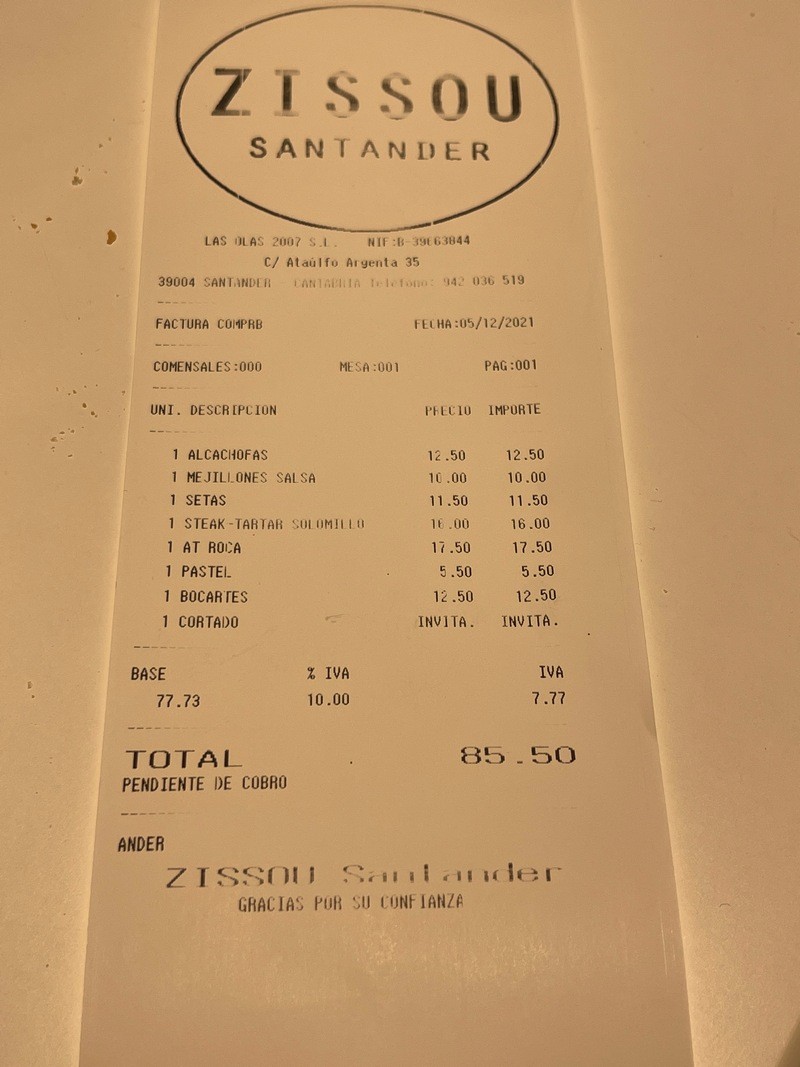 ZISSOU
SANTANDER
LAS OLAS 2007 S.L. NIF:B-39663844
C/ Ataúlfo Argenta 35
39004 SANTANDER CANTABRIA Teléfono: 942 036 519
FACTURA COMPRB FECHA:05/12/2021
COMENSALES:000 MESA:001 PAG:001
UNI. DESCRIPCION PRECIO IMPORTE
1 ALCACHOFAS 12.50 12.50
1 MEJILLONES SALSA 10.00 10.00
1 SETAS 11.50 11.50
1 STEAK-TARTAR SOLOMILLO 16.00 16.00
1 AT ROCA 17.50 17.50
1 PASTEL 5.50 5.50
1 BOCARTES 12.50 12.50
1 CORTADO INVITA. INVITA.
BASE % IVA IVA
77.73 10.00 7.77
TOTAL 85.50
PENDIENTE DE COBRO
ANDER
ZISSOU Santander
GRACIAS POR SU CONFIANZA